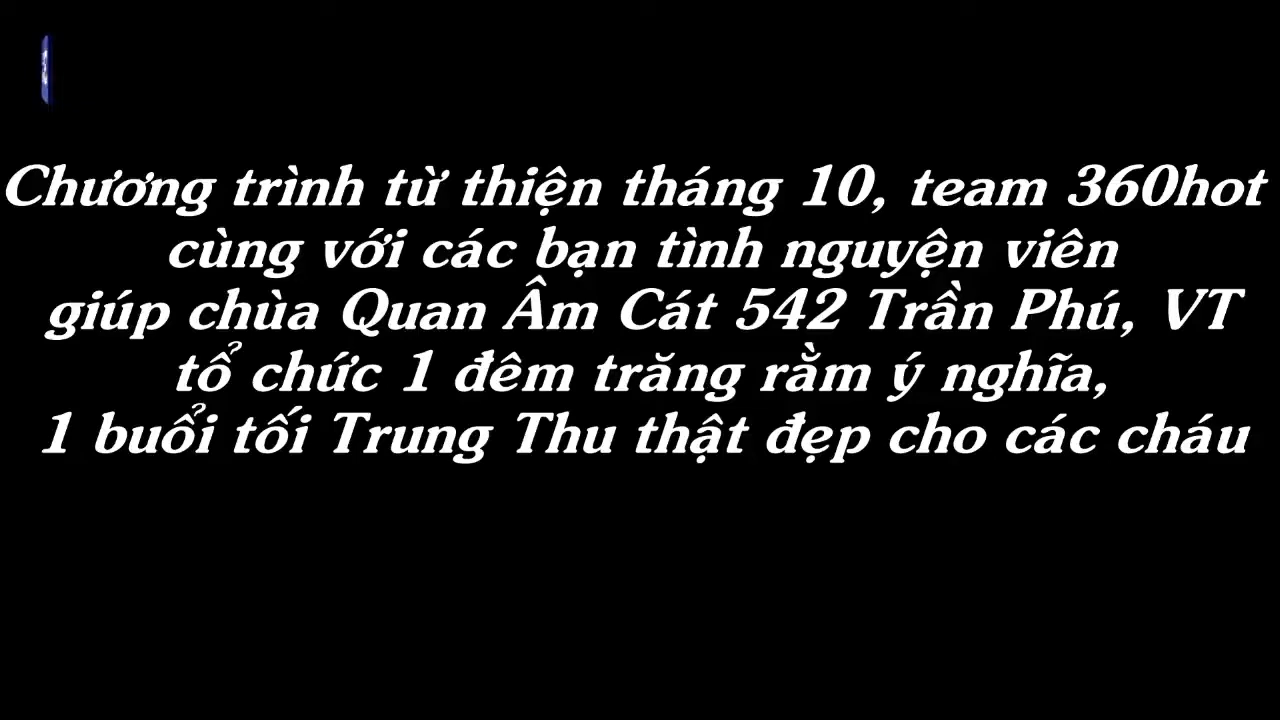 Chương trình từ thiện tháng 10, team 360hot
cùng với các bạn tình nguyện viên
giúp chùa Quan Âm Cát 542 Trần Phú, VT
tổ chức 1 đêm trăng rằm ý nghĩa,
1 buổi tối Trung Thu thật đẹp cho các cháu